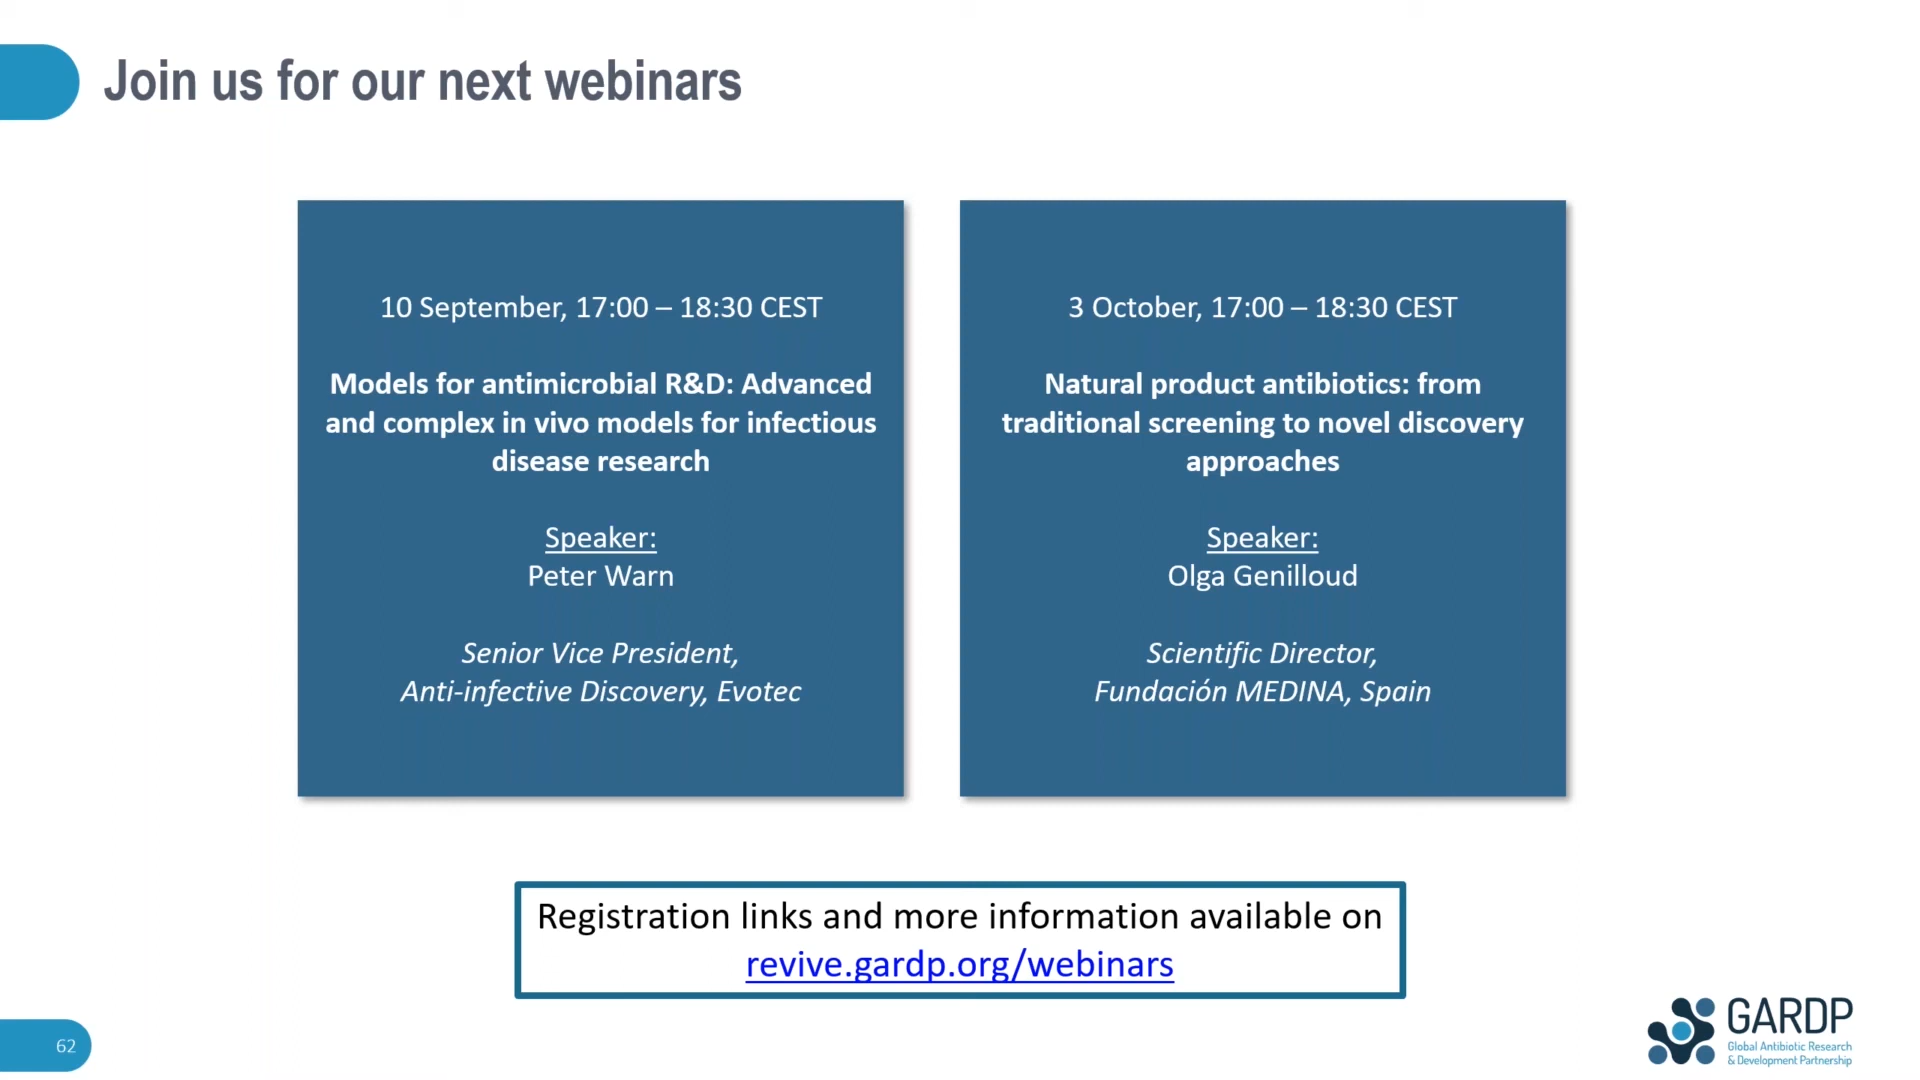 Join us for our next webinars
10 September, 17:00 – 18:30 CEST
Models for antimicrobial R&D: Advanced
and complex in vivo models for infectious
disease research
Speaker:
Peter Warn
Senior Vice President,
Anti-infective Discovery, Evotec
3 October, 17:00 – 18:30 CEST
Natural product antibiotics: from
traditional screening to novel discovery
approaches
Speaker:
Olga Genilloud
Scientific Director,
Fundación MEDINA, Spain
Registration links and more information available on
revive.gardp.org/webinars
62
GARDP
Global Antibiotic Research
& Development Partnership